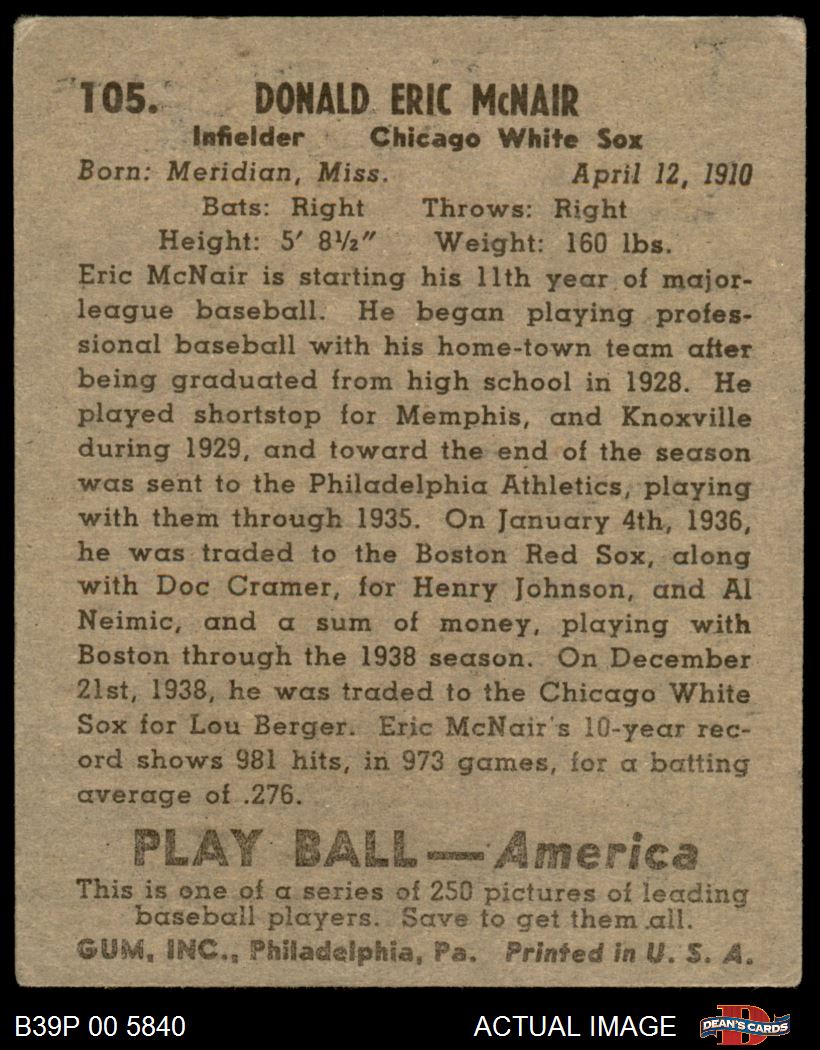 105. DONALD ERIC McNAIR
Infielder Chicago White Sox
Born: Meridian, Miss. April 12, 1910
Bats: Right Throws: Right
Height: 5' 8½" Weight: 160 lbs.
Eric McNair is starting his 11th year of major-
league baseball. He began playing profes-
sional baseball with his home-town team after
being graduated from high school in 1928. He
played shortstop for Memphis, and Knoxville
during 1929, and toward the end of the season
was sent to the Philadelphia Athletics, playing
with them through 1935. On January 4th, 1936,
he was traded to the Boston Red Sox, along
with Doc Cramer, for Henry Johnson, and Al
Neimic, and a sum of money, playing with
Boston through the 1938 season. On December
21st, 1938, he was traded to the Chicago White
Sox for Lou Berger. Eric McNair's 10-year rec-
ord shows 981 hits, in 973 games, for a batting
average of .276.
PLAY BALL—America
This is one of a series of 250 pictures of leading
baseball players. Save to get them all.
GUM, INC., Philadelphia, Pa. Printed in U. S. A.
B39P 00 5840 ACTUAL IMAGE D DEAN'S CARDS